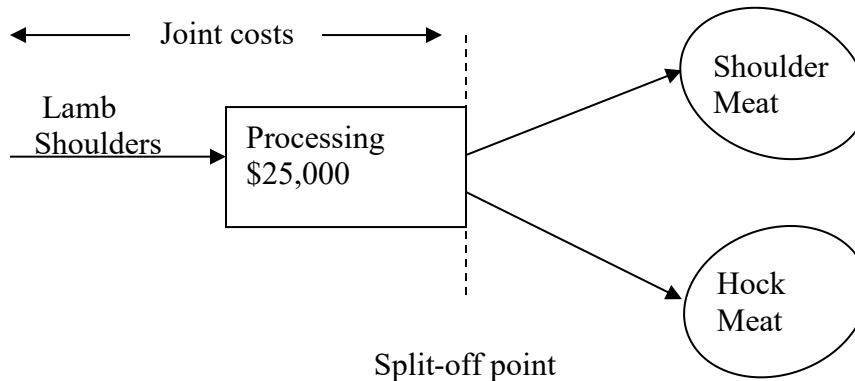 Joint costs
Lamb
Shoulders
Processing
$25,000
Shoulder
Meat
Hock
Meat
Split-off point